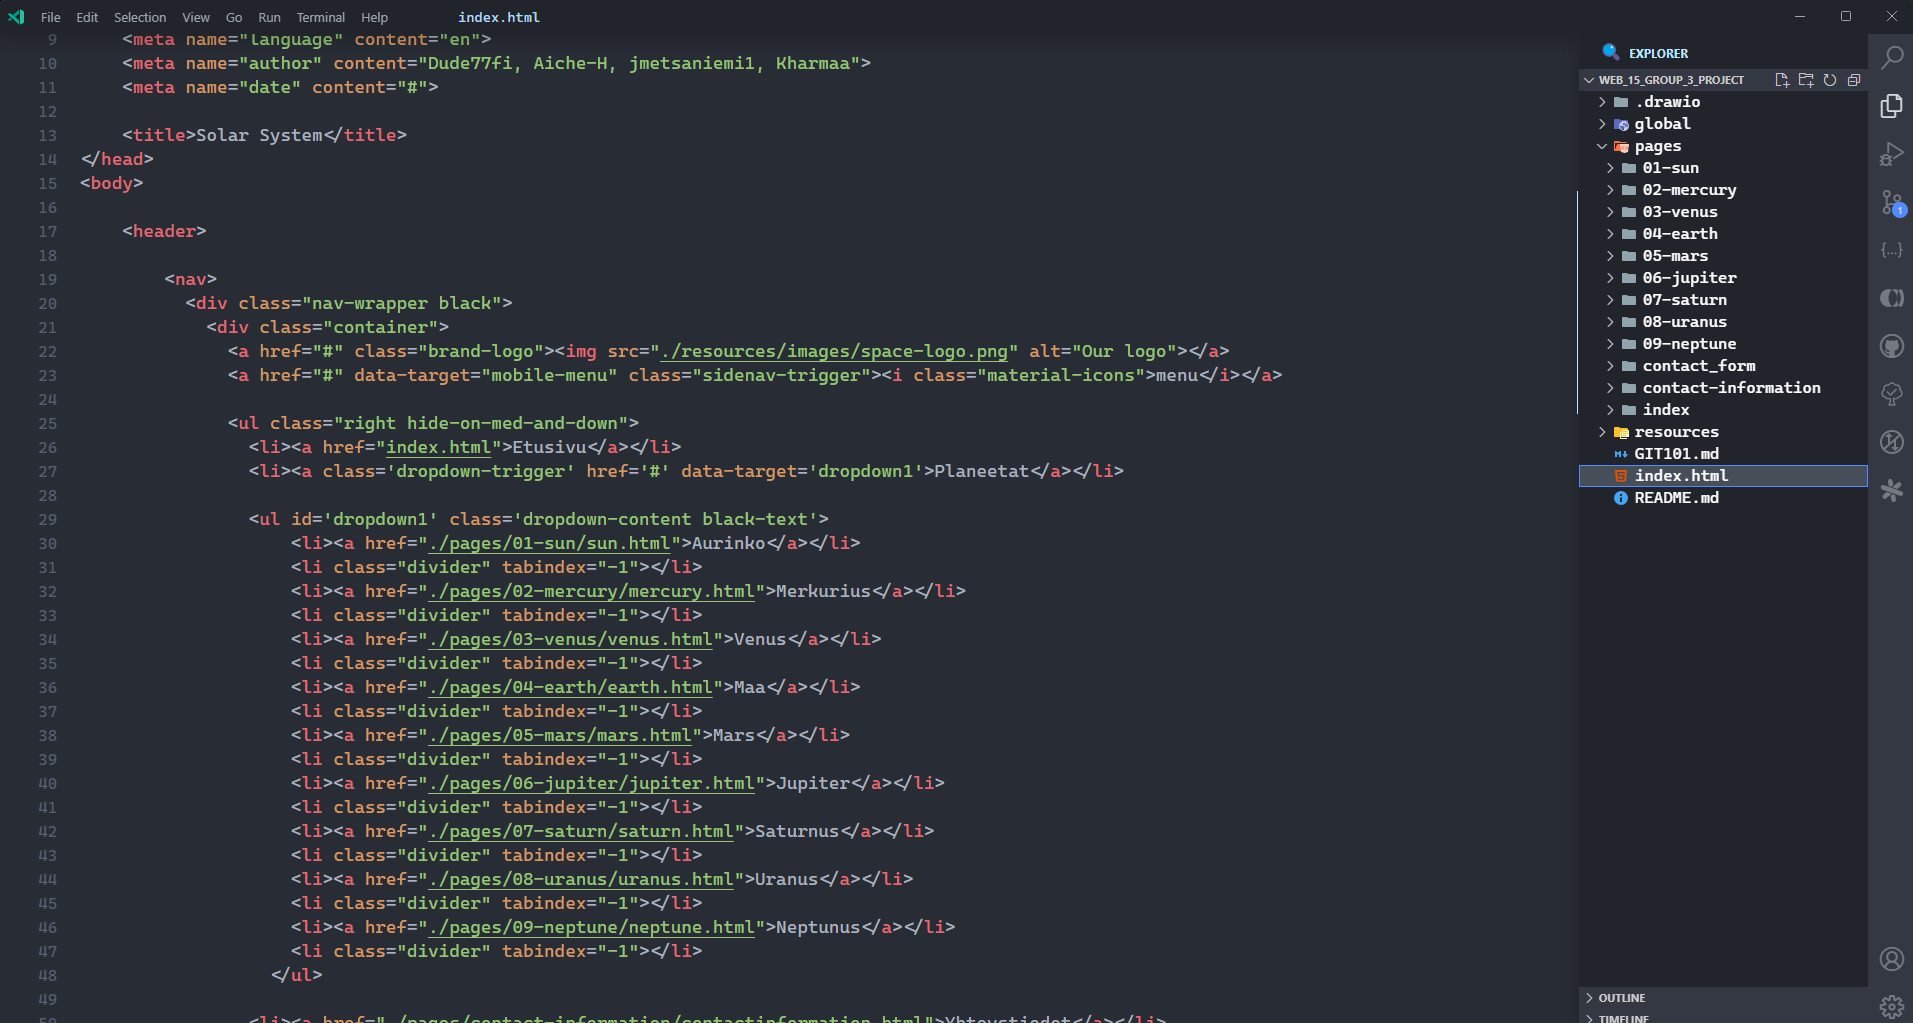 File Edit Selection View Go Run Terminal Help index.html
9 <meta name="language" content="en">
10 <meta name="author" content="Dude77fi, Aiche-H, jmetsaniemi1, Kharmaa">
11 <meta name="date" content="#">
12
13 <title>Solar System</title>
14 </head>
15 <body>
16
17 <header>
18
19 <nav>
20 <div class="nav-wrapper black">
21 <div class="container">
22 <a href="#" class="brand-logo"><img src="./resources/images/space-logo.png" alt="Our logo"></a>
23 <a href="#" data-target="mobile-menu" class="sidenav-trigger"><i class="material-icons">menu</i></a>
24
25 <ul class="right hide-on-med-and-down">
26 <li><a href="index.html">Etusivu</a></li>
27 <li><a class='dropdown-trigger' href='#' data-target='dropdown1'>Planeetat</a></li>
28
29 <ul id='dropdown1' class='dropdown-content black-text'>
30 <li><a href="./pages/01-sun/sun.html">Aurinko</a></li>
31 <li class="divider" tabindex="-1"></li>
32 <li><a href="./pages/02-mercury/mercury.html">Merkurius</a></li>
33 <li class="divider" tabindex="-1"></li>
34 <li><a href="./pages/03-venus/venus.html">Venus</a></li>
35 <li class="divider" tabindex="-1"></li>
36 <li><a href="./pages/04-earth/earth.html">Maa</a></li>
37 <li class="divider" tabindex="-1"></li>
38 <li><a href="./pages/05-mars/mars.html">Mars</a></li>
39 <li class="divider" tabindex="-1"></li>
40 <li><a href="./pages/06-jupiter/jupiter.html">Jupiter</a></li>
41 <li class="divider" tabindex="-1"></li>
42 <li><a href="./pages/07-saturn/saturn.html">Saturnus</a></li>
43 <li class="divider" tabindex="-1"></li>
44 <li><a href="./pages/08-uranus/uranus.html">Uranus</a></li>
45 <li class="divider" tabindex="-1"></li>
46 <li><a href="./pages/09-neptune/neptune.html">Neptunus</a></li>
47 <li class="divider" tabindex="-1"></li>
48 </ul>
49
50 <li><a href="./pages/contact-information/contactinformation.html">Yhteystiedot</a></li>
EXPLORER
WEB_15_GROUP_3_PROJECT
.drawio
global
pages
01-sun
02-mercury
03-venus
04-earth
05-mars
06-jupiter
07-saturn
08-uranus
09-neptune
contact_form
contact-information
index
resources
GIT101.md
index.html
README.md
OUTLINE
TIMELINE
1